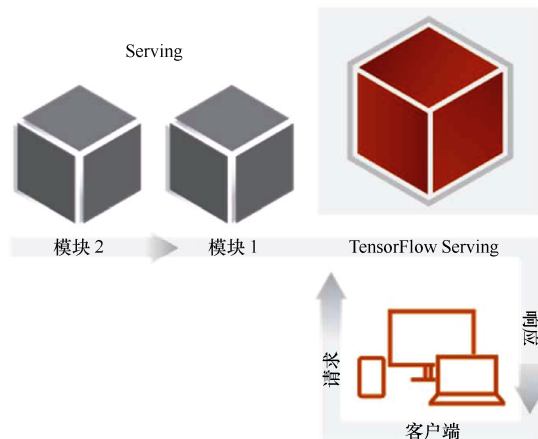 Serving
模块 2
模块 1
TensorFlow Serving
请求
响应
客户端